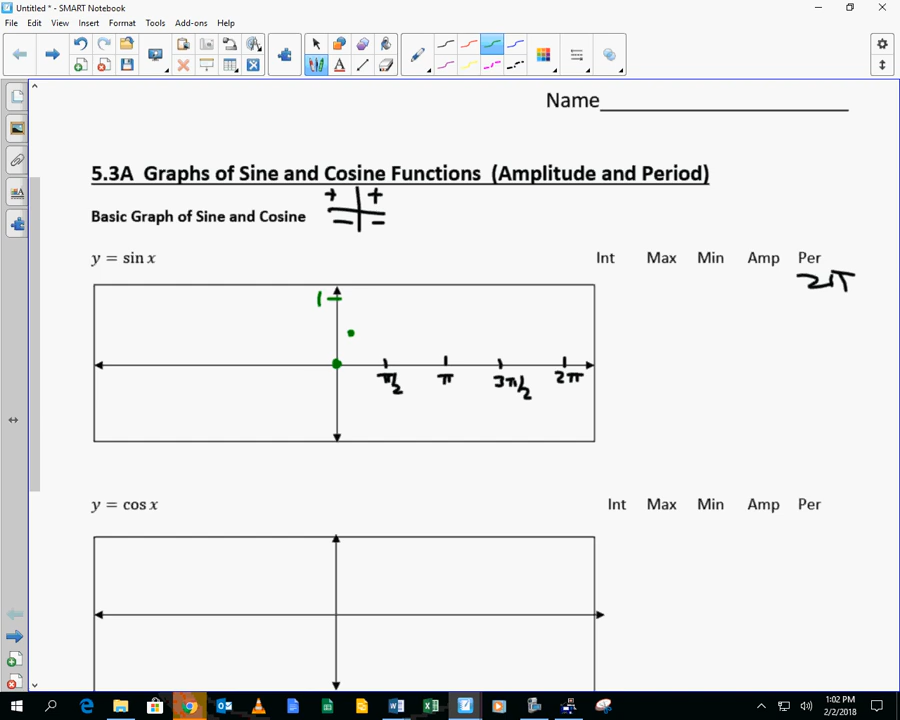 Untitled * - SMART Notebook
File Edit View Insert Format Tools Add-ons Help
Name
5.3A Graphs of Sine and Cosine Functions (Amplitude and Period)
+ +
Basic Graph of Sine and Cosine
− −
y = sin x Int Max Min Amp Per
2π
1
π/2 π 3π/2 2π
y = cos x Int Max Min Amp Per
1:02 PM
2/2/2018